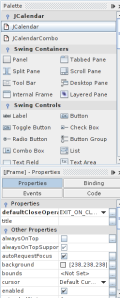 Palette
JCalendar
JCalendar
JCalendarCombo
Swing Containers
Panel
Tabbed Pane
Split Pane
Scroll Pane
Tool Bar
Desktop Pane
Internal Frame
Layered Pane
Swing Controls
Label
Button
Toggle Button
Check Box
Radio Button
Button Group
Combo Box
List
Text Field
Text Area
[JFrame] - Properties
Properties
Binding
Events
Code
Properties
defaultCloseOpera EXIT_ON_CL
title
Other Properties
alwaysOnTop
alwaysOnTopSuppor
autoRequestFocus
background
[238,238,238]
bounds
<Not Set>
cursor
Default Cur
enabled